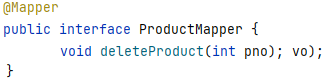 @Mapper
public interface ProductMapper {
void deleteProduct(int pno); vo);
}